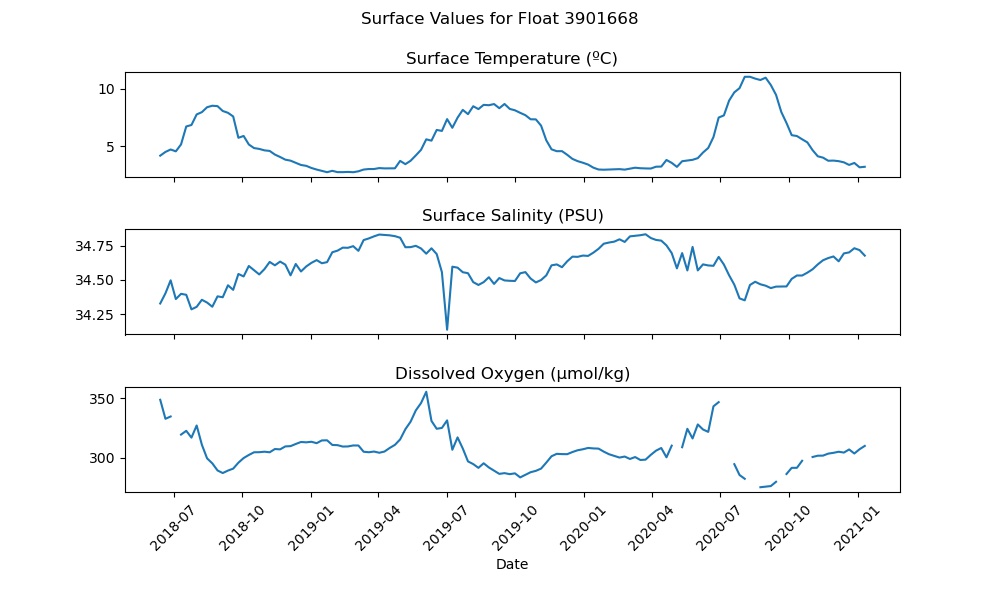 Surface Values for Float 3901668
Surface Temperature (ºC)
10
5
Surface Salinity (PSU)
34.75
34.50
34.25
Dissolved Oxygen (μmol/kg)
350
300
2018-07 2018-10 2019-01 2019-04 2019-07 2019-10 2020-01 2020-04 2020-07 2020-10 2021-01
Date